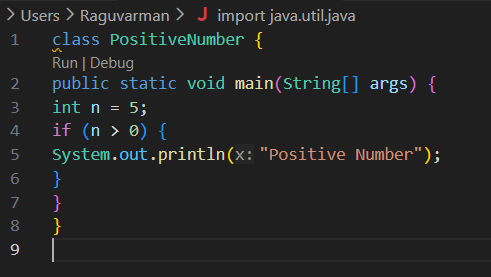 > Users > Raguvarman > J import java.util.java
1 class PositiveNumber {
Run | Debug
2 public static void main(String[] args) {
3 int n = 5;
4 if (n > 0) {
5 System.out.println(x: "Positive Number");
6 }
7 }
8 }
9